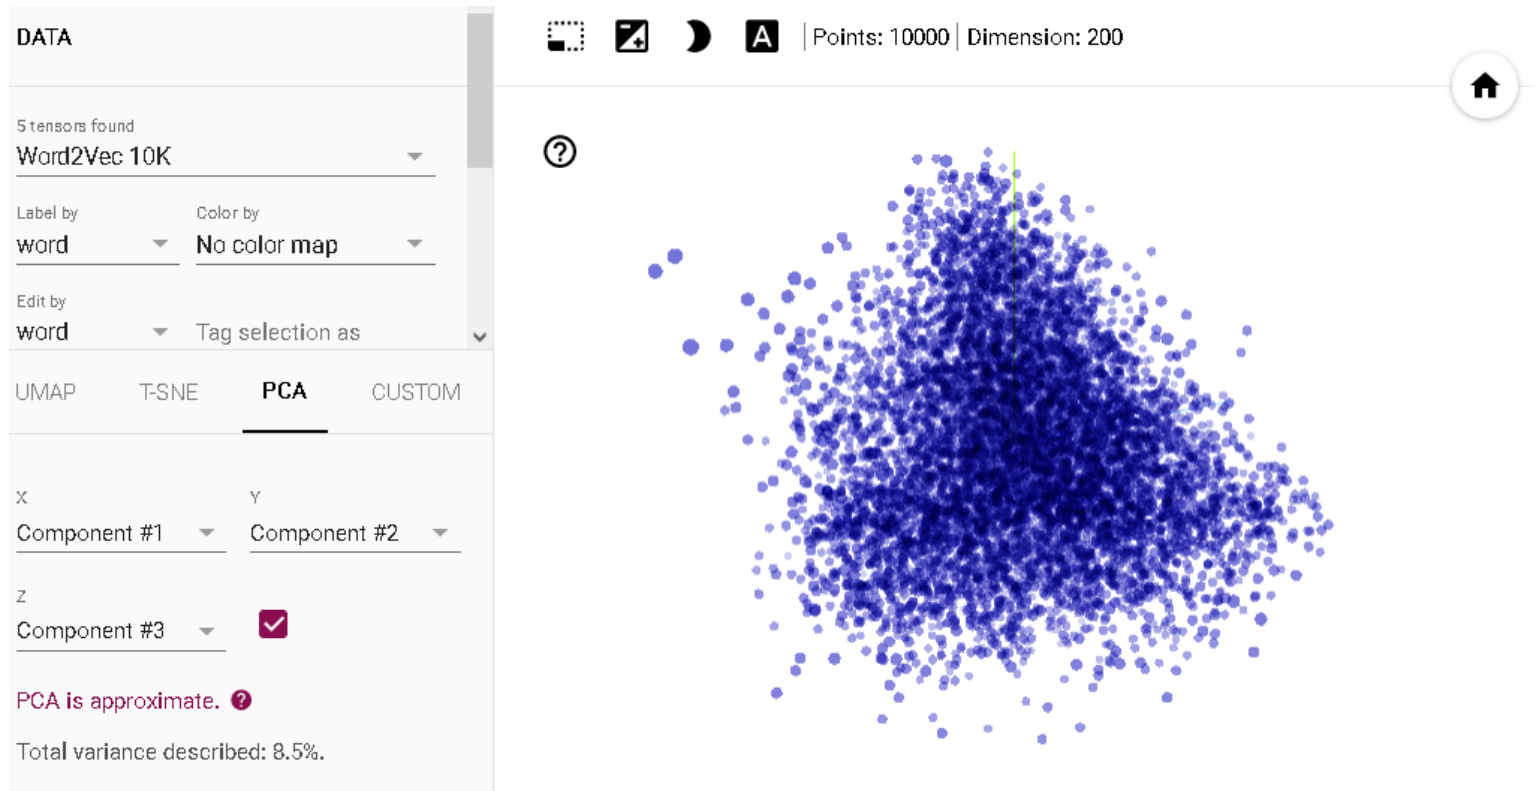 DATA
Points: 10000 | Dimension: 200
5 tensors found
Word2Vec 10K
Label by Color by
word No color map
Edit by
word Tag selection as
UMAP T-SNE PCA CUSTOM
X Y
Component #1 Component #2
Z
Component #3
PCA is approximate.
Total variance described: 8.5%.